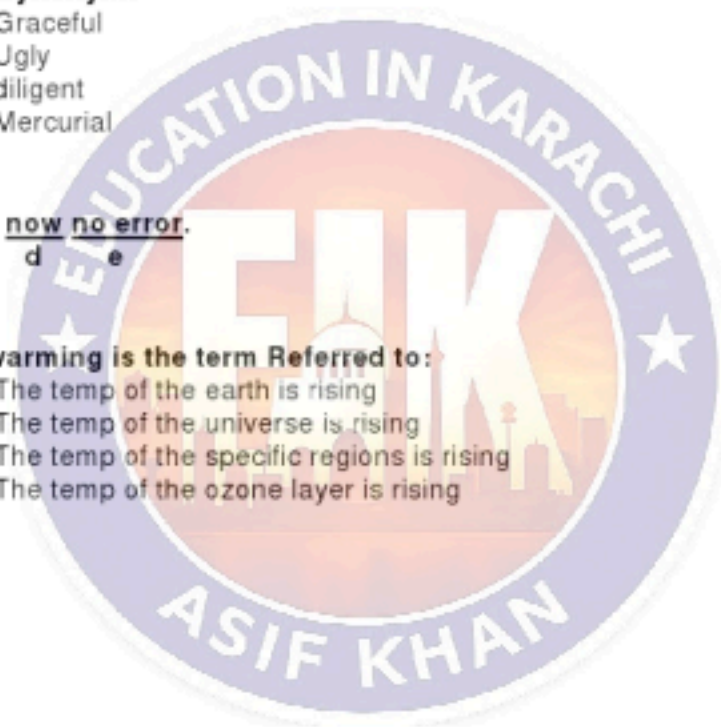 Graceful
Ugly
diligent
Mercurial
now no error.
d e
warming is the term Referred to:
The temp of the earth is rising
The temp of the universe is rising
The temp of the specific regions is rising
The temp of the ozone layer is rising
EDUCATION IN KARACHI
EIK
ASIF KHAN